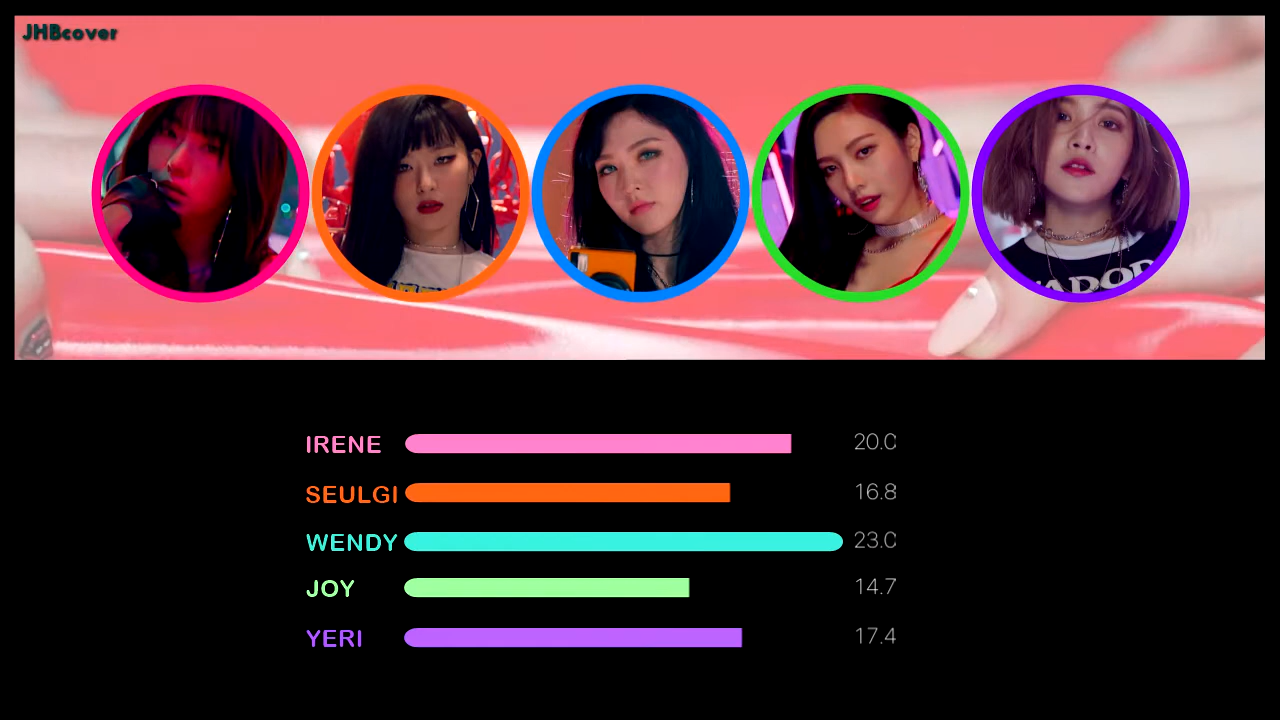 JHBcover
IRENE 20.0
SEULGI 16.8
WENDY 23.0
JOY 14.7
YERI 17.4